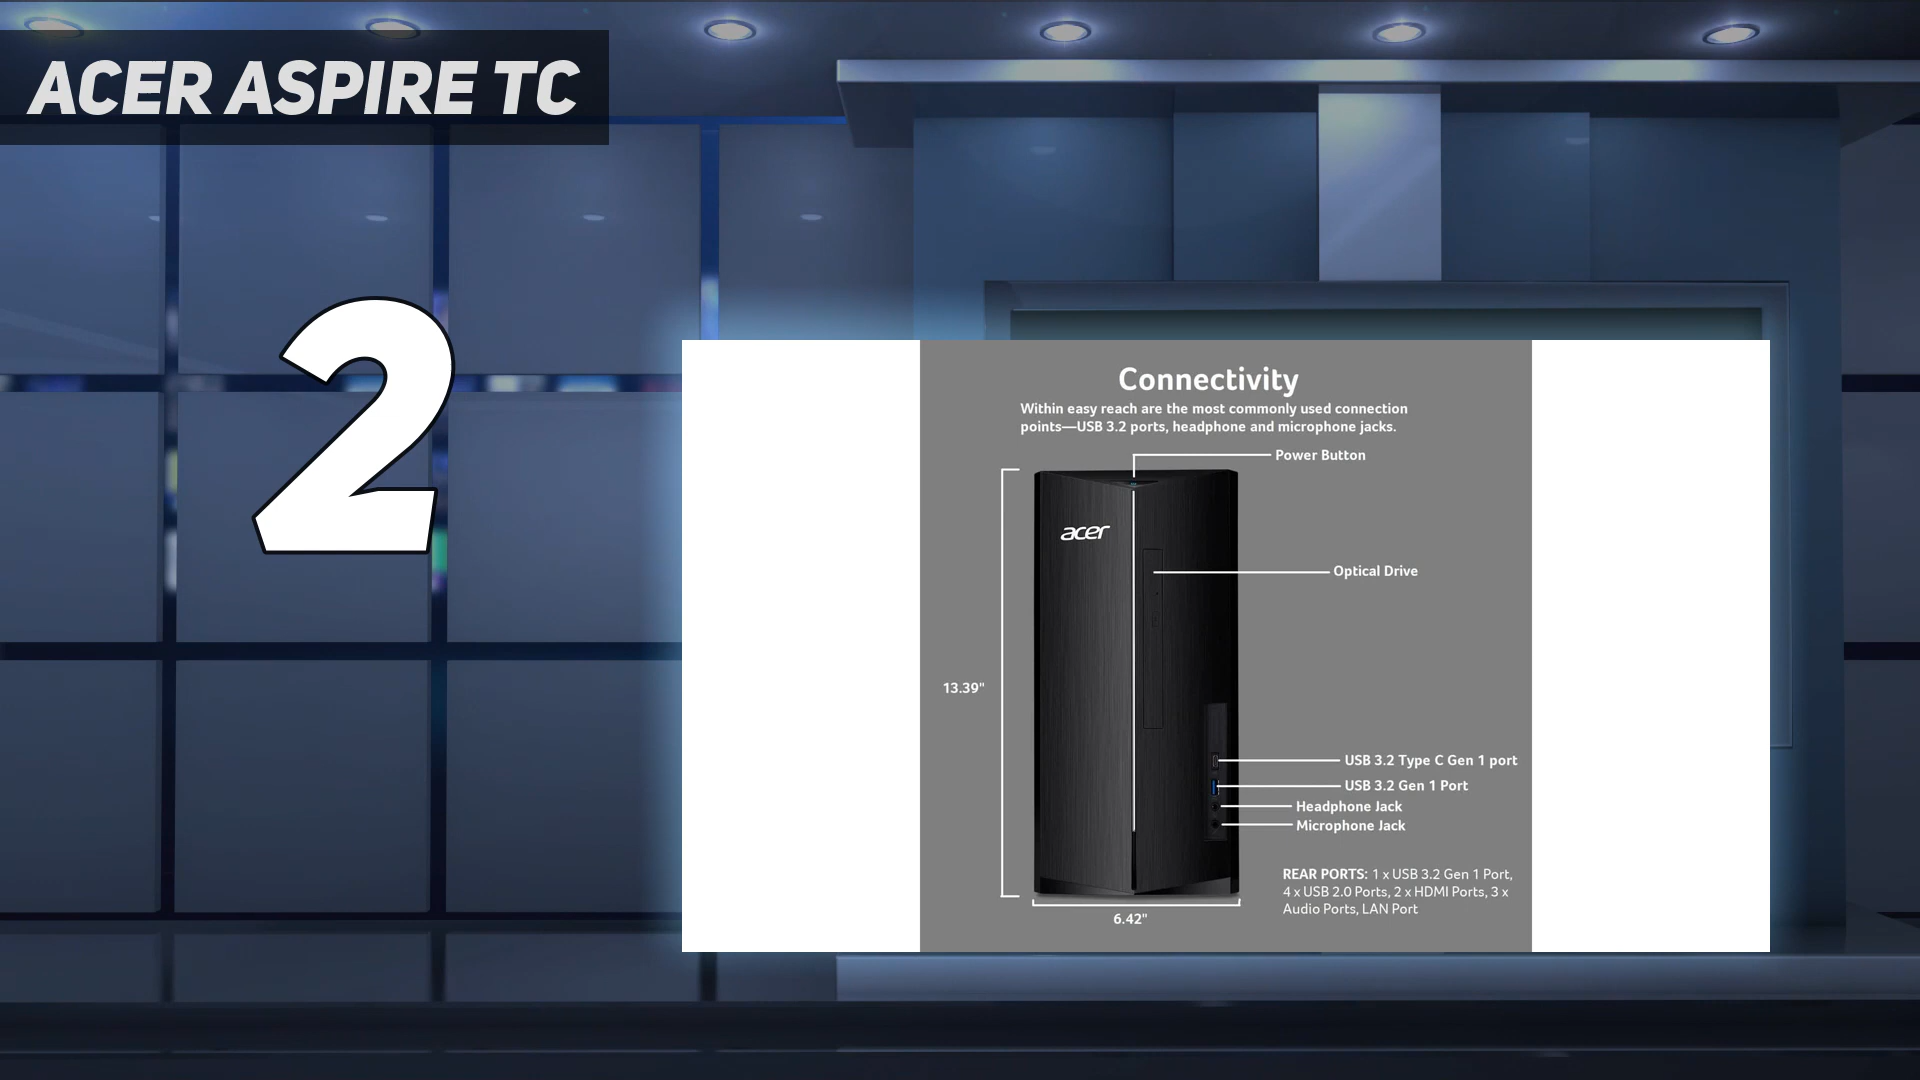 ACER ASPIRE TC
2
Connectivity
Within easy reach are the most commonly used connection
points—USB 3.2 ports, headphone and microphone jacks.
Power Button
acer
Optical Drive
13.39"
USB 3.2 Type C Gen 1 port
USB 3.2 Gen 1 Port
Headphone Jack
Microphone Jack
REAR PORTS: 1 x USB 3.2 Gen 1 Port,
4 x USB 2.0 Ports, 2 x HDMI Ports, 3 x
Audio Ports, LAN Port
6.42"